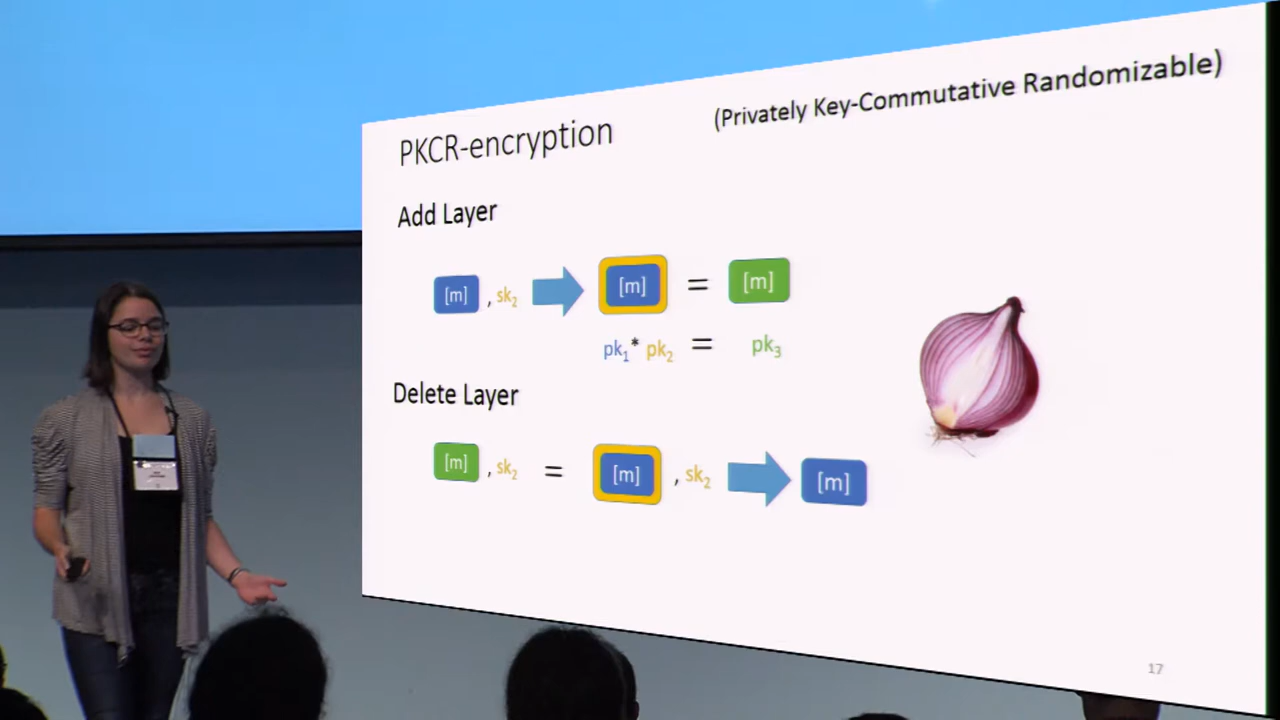 PKCR-encryption (Privately Key-Commutative Randomizable)
Add Layer
[m] , sk₂ [m] = [m]
pk₁* pk₂ = pk₃
Delete Layer
[m] , sk₂ = [m] , sk₂ [m]
17